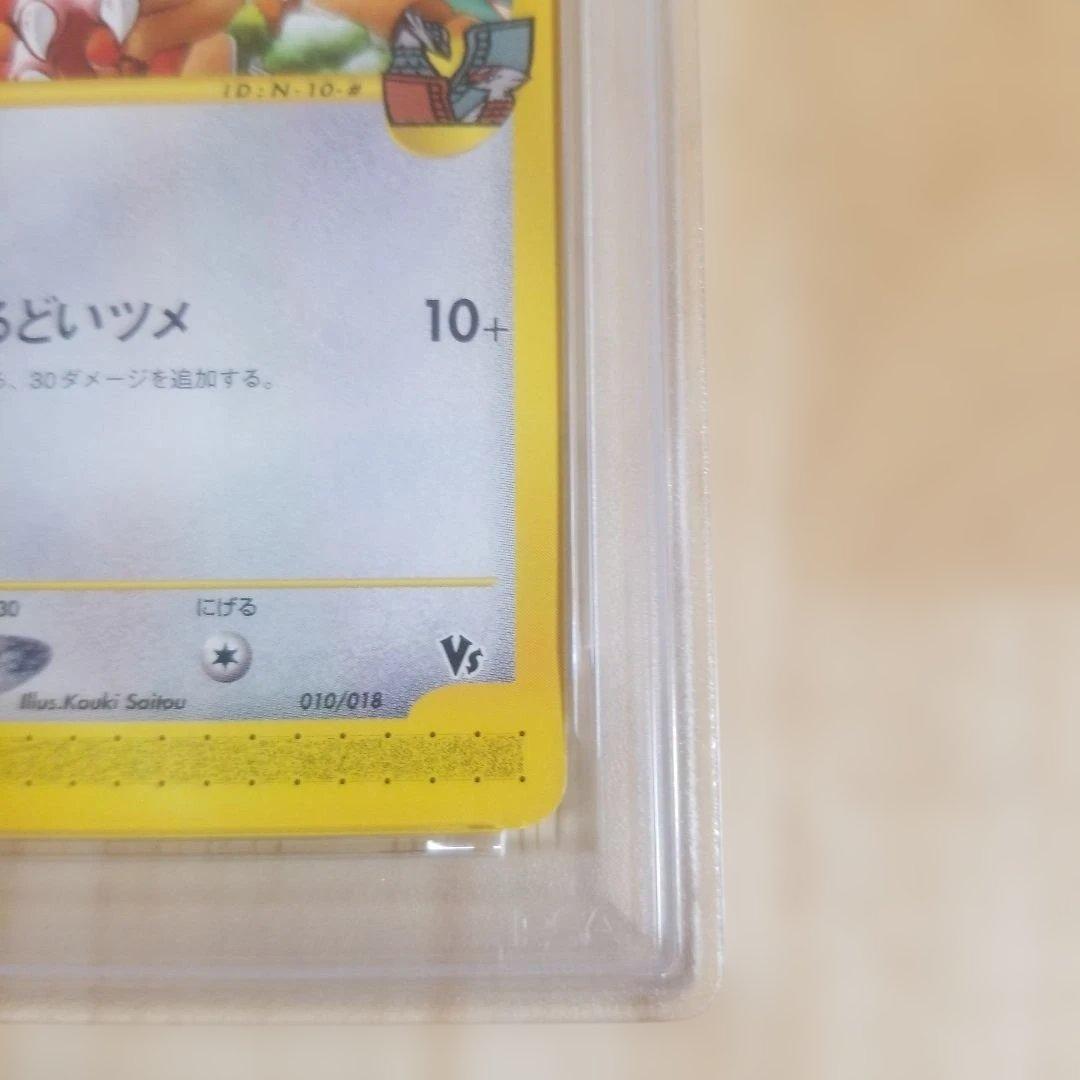 ID:N-10-#
るどいツメ 10+
、30ダメージを追加する。
30 にげる
Vs
Illus.Kouki Saitou 010/018